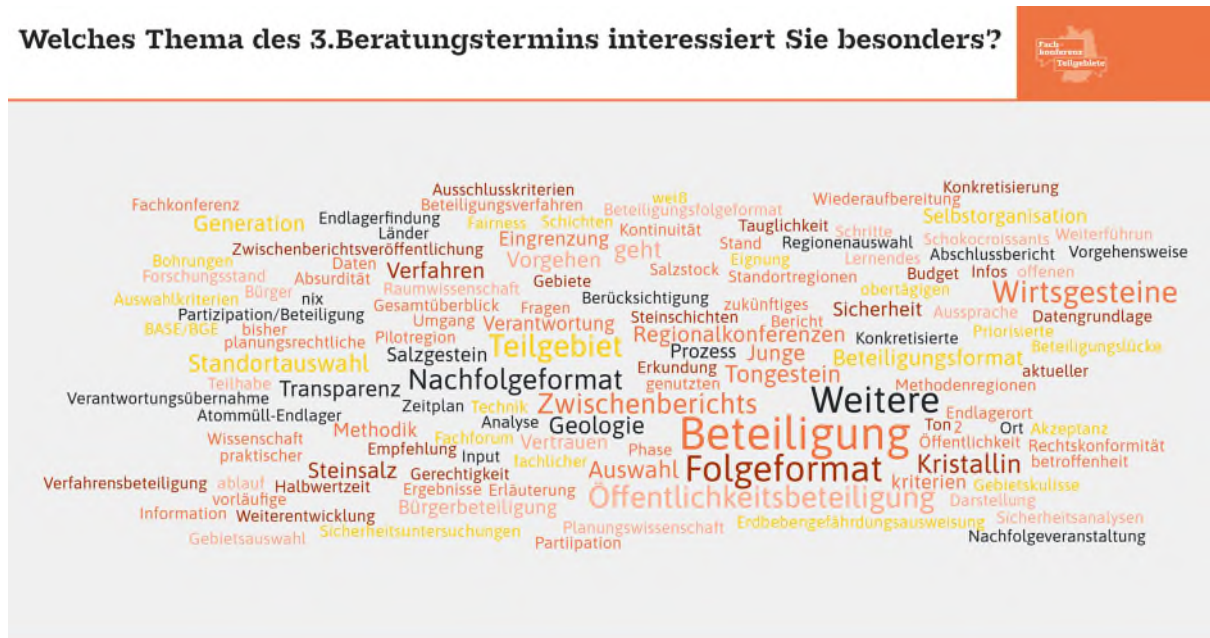 Welches Thema des 3.Beratungstermins interessiert Sie besonders?
Fach-
konferenz
Teilgebiete
Ausschlusskriterien weiß Wiederaufbereitung Konkretisierung
Fachkonferenz Beteiligungsverfahren Beteiligungsfolgeformat Selbstorganisation
Generation Endlagerfindung Fairness Schichten Kontinuität Tauglichkeit Schritte
Länder Eingrenzung geht Stand Regionenauswahl Schokocroissants Weiterführun
Zwischenberichtsveröffentlichung Vorgehen Eignung Lernendes Abschlussbericht Vorgehensweise
Bohrungen Daten Verfahren Salzstock Standortregionen Budget Infos offenen
Forschungsstand Absurdität Raumwissenschaft Gebiete obertägigen Wirtsgesteine
Auswahlkriterien Bürger nix Gesamtüberblick Fragen Berücksichtigung zukünftiges Sicherheit Aussprache Datengrundlage
Partizipation/Beteiligung Umgang Verantwortung Steinschichten Bericht Priorisierte
BASE/BGE bisher Pilotregion Regionalkonferenzen Konkretisierte Beteiligungslücke
planungsrechtliche Salzgestein Teilgebiet Prozess Junge Beteiligungsformat aktueller
Standortauswahl Erkundung Tongestein
Teilhabe Transparenz Nachfolgeformat genutzten Methodenregionen
Verantwortungsübernahme Zeitplan Technik Zwischenberichts Weitere Endlagerort
Atommüll-Endlager Analyse Geologie Beteiligung Ton 2 Ort Akzeptanz
Wissenschaft Methodik Fachforum Vertrauen Phase Öffentlichkeit Rechtskonformität
praktischer Empfehlung Input fachlicher Auswahl Folgeformat Kristallin betroffenheit
Steinsalz Gerechtigkeit kriterien Gebietskulisse
Verfahrensbeteiligung ablauf Halbwertzeit Ergebnisse Erläuterung Öffentlichkeitsbeteiligung Darstellung
vorläufige Bürgerbeteiligung
Information Weiterentwicklung Planungswissenschaft Erdbebengefährdungsausweisung Sicherheitsanalysen
Gebietsauswahl Sicherheitsuntersuchungen Partiipation Nachfolgeveranstaltung